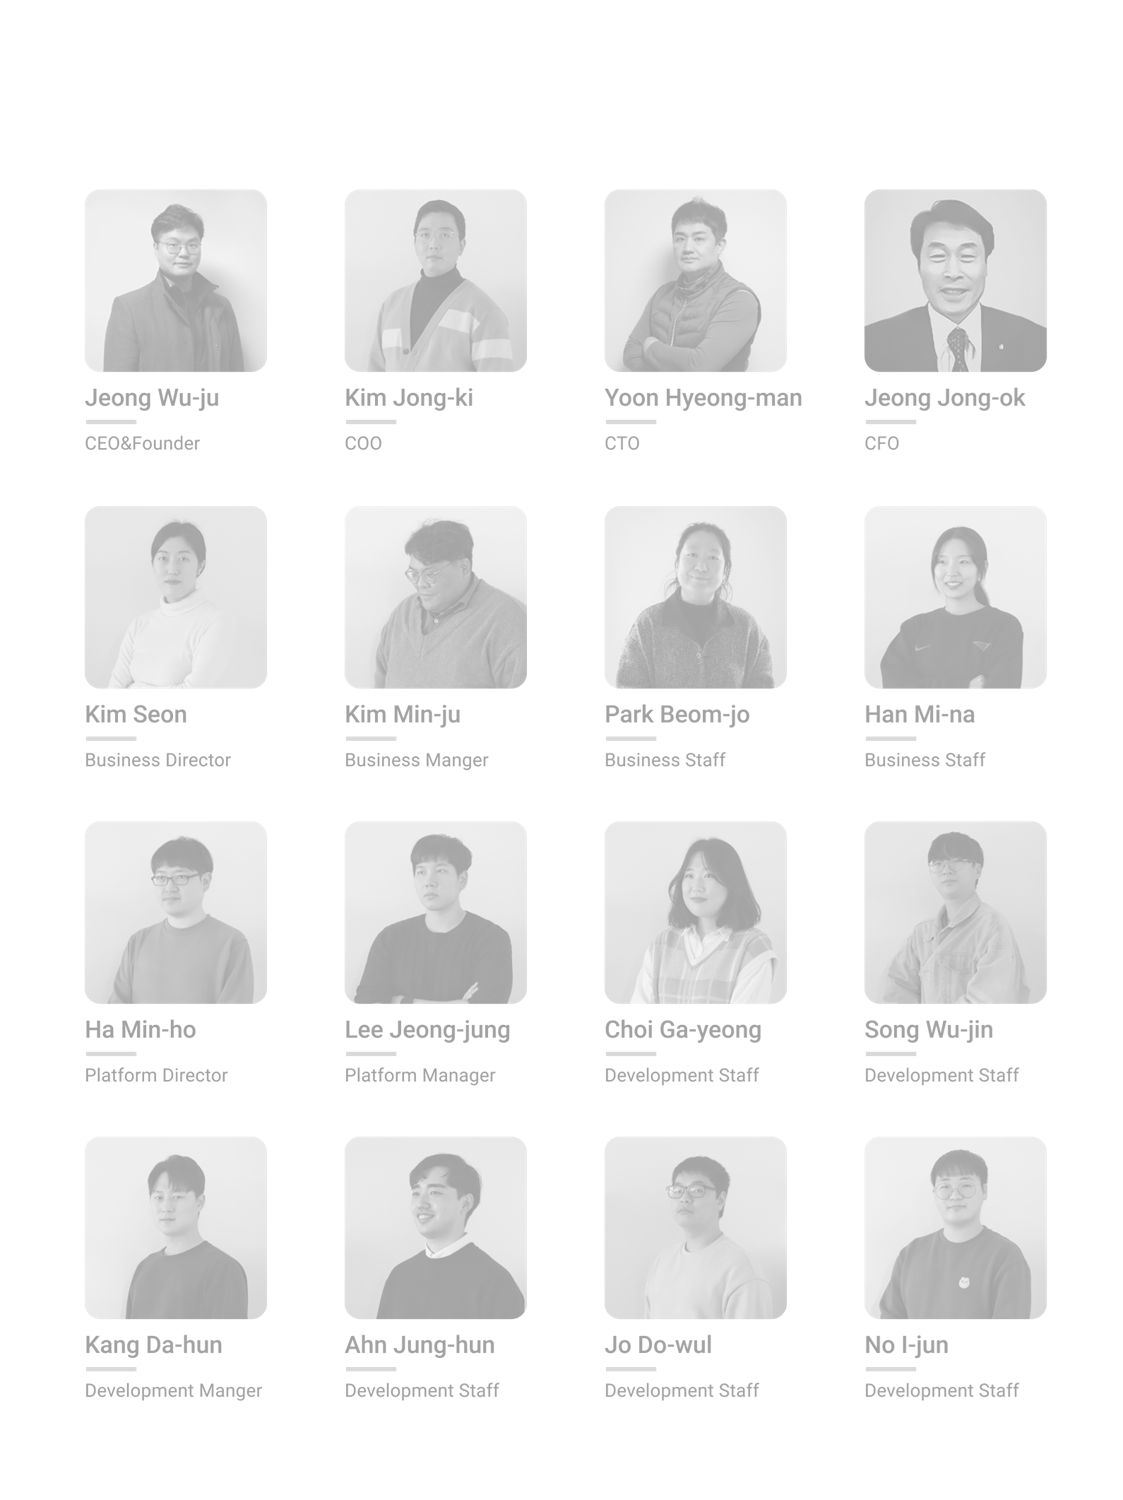 Jeong Wu-ju
CEO&Founder
Kim Jong-ki
COO
Yoon Hyeong-man
CTO
Jeong Jong-ok
CFO
Kim Seon
Business Director
Kim Min-ju
Business Manger
Park Beom-jo
Business Staff
Han Mi-na
Business Staff
Ha Min-ho
Platform Director
Lee Jeong-jung
Platform Manager
Choi Ga-yeong
Development Staff
Song Wu-jin
Development Staff
Kang Da-hun
Development Manger
Ahn Jung-hun
Development Staff
Jo Do-wul
Development Staff
No I-jun
Development Staff